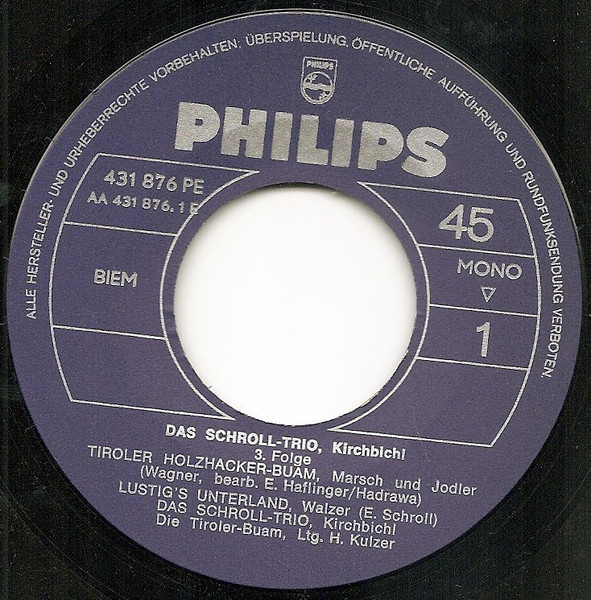 ALLE HERSTELLER- UND URHEBERRECHTE VORBEHALTEN. ÜBERSPIELUNG. ÖFFENTLICHE AUFFÜHRUNG UND RUNDFUNKSENDUNG VERBOTEN.
PHILIPS
PHILIPS
431 876 PE
AA 431 876.1 E
BIEM
45
MONO
▽
1
DAS SCHROLL-TRIO, Kirchbichl
3. Folge
TIROLER HOLZHACKER-BUAM, Marsch und Jodler
(Wagner, bearb. E. Haflinger/Hadrawa)
LUSTIG'S UNTERLAND, Walzer (E. Schroll)
DAS SCHROLL-TRIO, Kirchbichl
Die Tiroler-Buam, Ltg. H. Kulzer